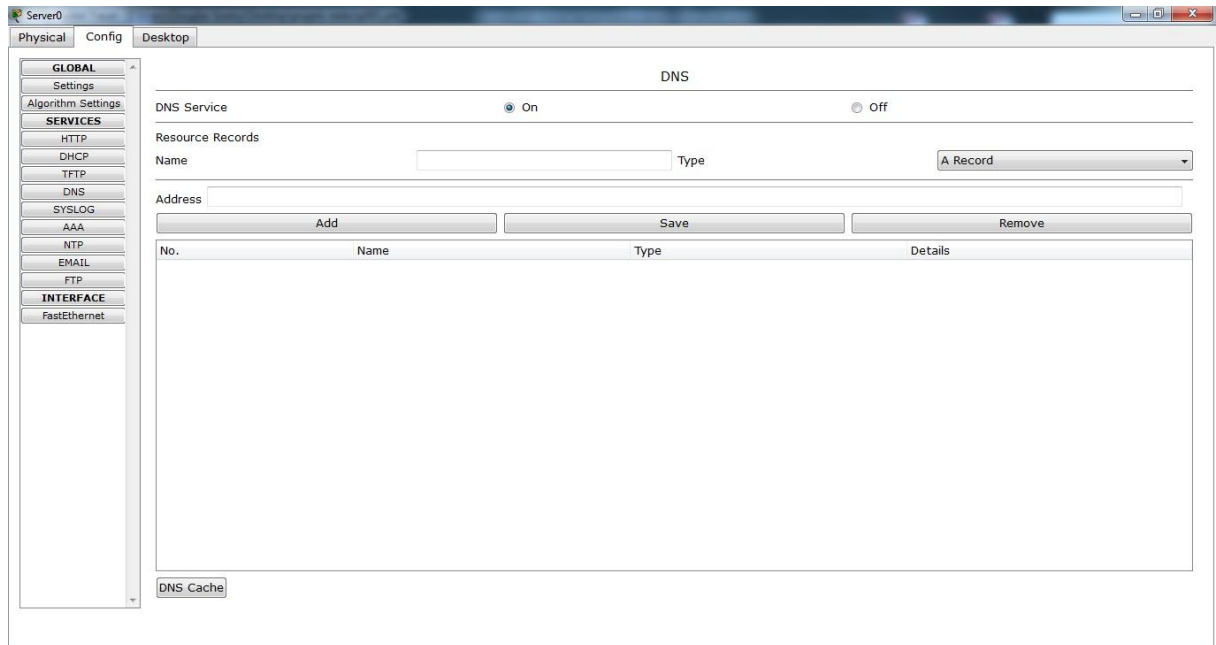 Server0
Physical Config Desktop
GLOBAL
Settings
Algorithm Settings
SERVICES
HTTP
DHCP
TFTP
DNS
SYSLOG
AAA
NTP
EMAIL
FTP
INTERFACE
FastEthernet
DNS
DNS Service On Off
Resource Records
Name Type A Record
Address
Add Save Remove
No. Name Type Details
DNS Cache